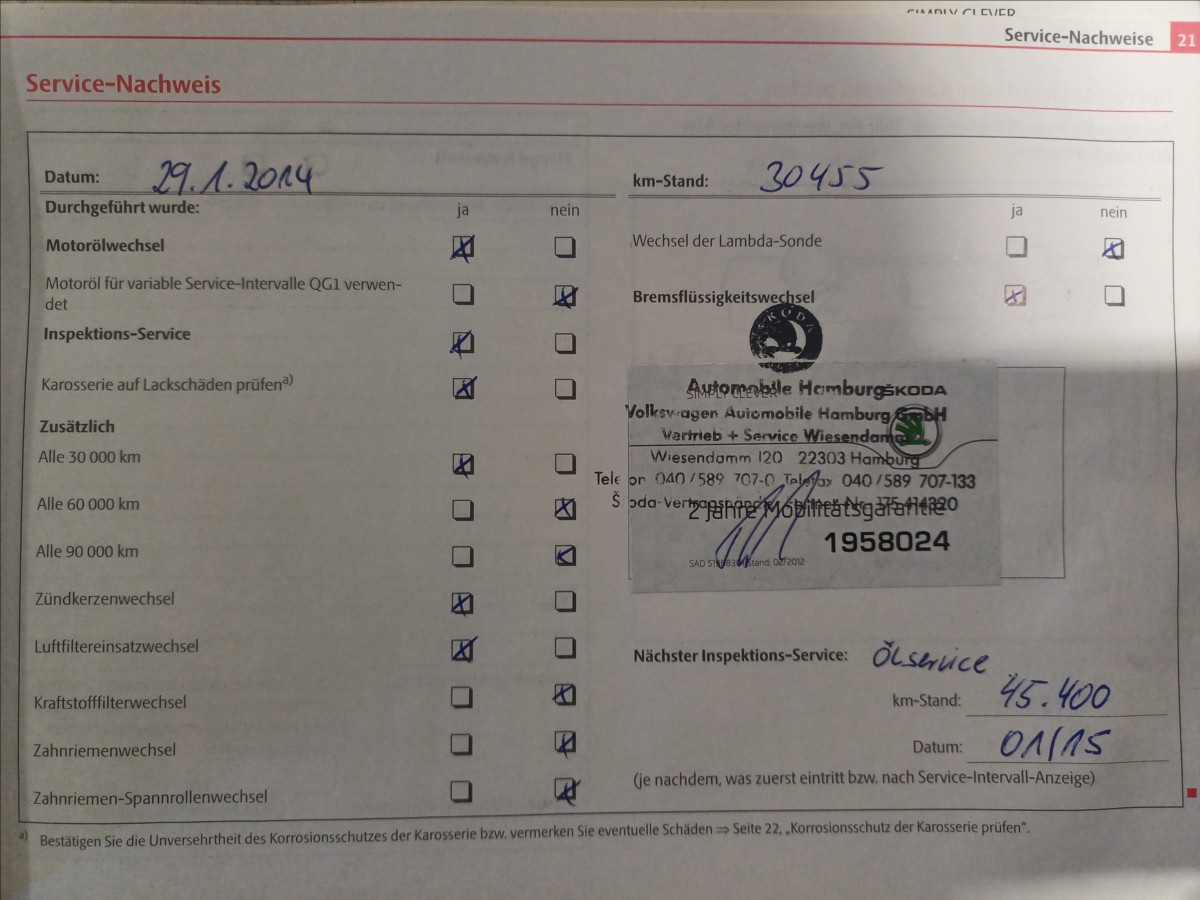 SIMPLY CLEVER
Service-Nachweise 21
Service-Nachweis
Datum: 29.1.2014
Durchgeführt wurde: ja nein
Motorölwechsel
Motoröl für variable Service-Intervalle QG1 verwen-
det
Inspektions-Service
Karosserie auf Lackschäden prüfen a)
Zusätzlich
Alle 30 000 km
Alle 60 000 km
Alle 90 000 km
Zündkerzenwechsel
Luftfiltereinsatzwechsel
Kraftstofffilterwechsel
Zahnriemenwechsel
Zahnriemen-Spannrollenwechsel
km-Stand: 30455
ja nein
Wechsel der Lambda-Sonde
Bremsflüssigkeitswechsel
ŠKODA
Automobile Hamburg ŠKODA
SIMPLY CLEVER
Volkswagen Automobile Hamburg GmbH
Vertrieb + Service Wiesendamm
Wiesendamm 120 22303 Hamburg
Telefon 040/589 707-0 Telefax 040/589 707-133
2 Jahre Mobilitätsgarantie
1958024
Stand: 02/2012
Nächster Inspektions-Service: Ölservice
km-Stand: 45.400
Datum: 01/15
(je nachdem, was zuerst eintritt bzw. nach Service-Intervall-Anzeige)
a) Bestätigen Sie die Unversehrtheit des Korrosionsschutzes der Karosserie bzw. vermerken Sie eventuelle Schäden ⇒ Seite 22, „Korrosionsschutz der Karosserie prüfen“.